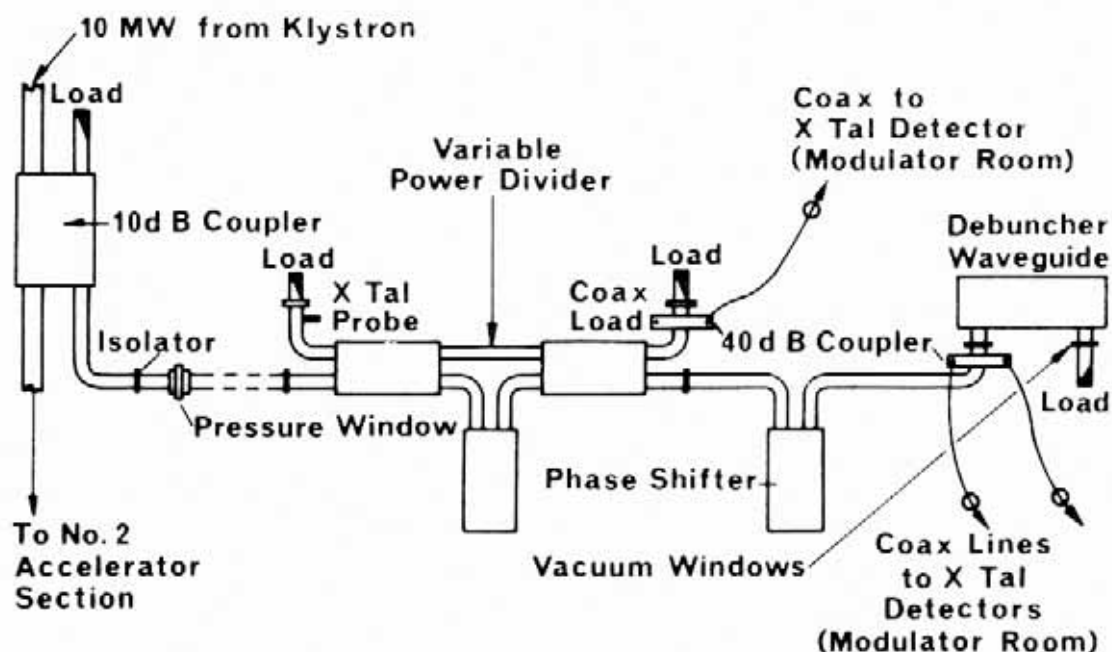 10 MW from Klystron
Load
10d B Coupler
Isolator
Pressure Window
To No. 2
Accelerator
Section
Load
X Tal
Probe
Variable
Power Divider
Coax
Load
Load
Coax to
X Tal Detector
(Modulator Room)
40d B Coupler
Debuncher
Waveguide
Load
Phase Shifter
Vacuum Windows
Coax Lines
to X Tal
Detectors
(Modulator Room)